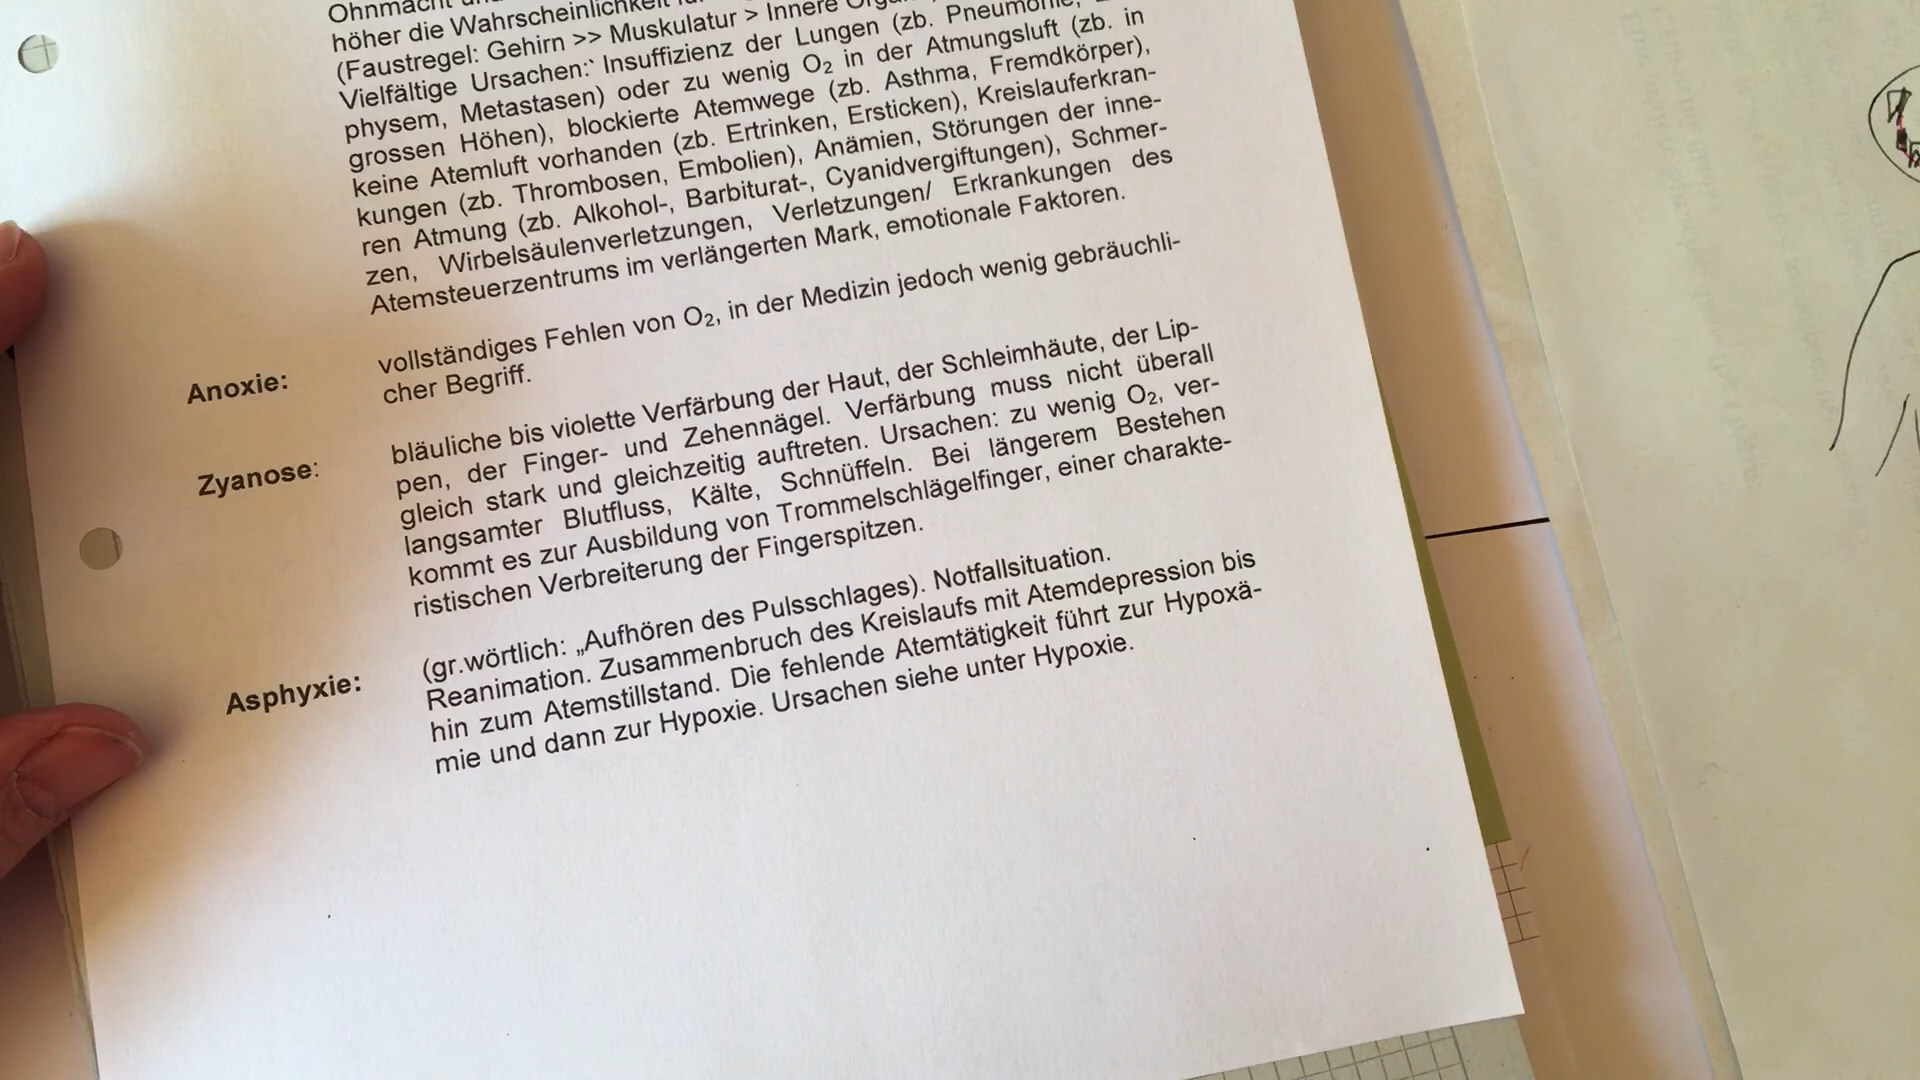 Ohnmacht
höher die Wahrscheinlichkeit
(Faustregel: Gehirn >> Muskulatur > Innere
Vielfältige Ursachen: Insuffizienz der Lungen (zb. Pneumonie,
physem, Metastasen) oder zu wenig O₂ in der Atmungsluft (zb. in
grossen Höhen), blockierte Atemwege (zb. Asthma, Fremdkörper),
keine Atemluft vorhanden (zb. Ertrinken, Ersticken), Kreislauferkran-
kungen (zb. Thrombosen, Embolien), Anämien, Störungen der inne-
ren Atmung (zb. Alkohol-, Barbiturat-, Cyanidvergiftungen), Schmer-
zen, Wirbelsäulenverletzungen, Verletzungen/ Erkrankungen des
Atemsteuerzentrums im verlängerten Mark, emotionale Faktoren.
Anoxie: vollständiges Fehlen von O₂, in der Medizin jedoch wenig gebräuchli-
cher Begriff.
Zyanose: bläuliche bis violette Verfärbung der Haut, der Schleimhäute, der Lip-
pen, der Finger- und Zehennägel. Verfärbung muss nicht überall
gleich stark und gleichzeitig auftreten. Ursachen: zu wenig O₂, ver-
langsamter Blutfluss, Kälte, Schnüffeln. Bei längerem Bestehen
kommt es zur Ausbildung von Trommelschlägelfinger, einer charakte-
ristischen Verbreiterung der Fingerspitzen.
Asphyxie: (gr.wörtlich: „Aufhören des Pulsschlages). Notfallsituation.
Reanimation. Zusammenbruch des Kreislaufs mit Atemdepression bis
hin zum Atemstillstand. Die fehlende Atemtätigkeit führt zur Hypoxä-
mie und dann zur Hypoxie. Ursachen siehe unter Hypoxie.